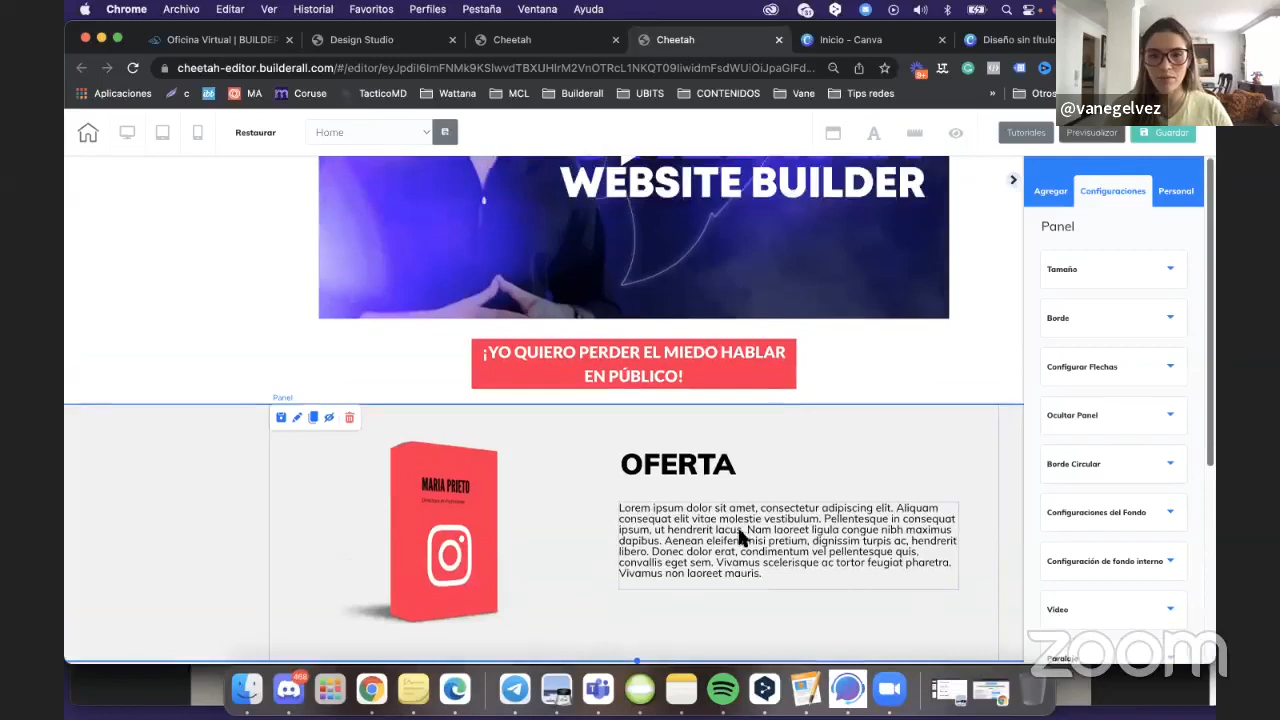 Chrome Archivo Editar Ver Historial Favoritos Perfiles Pestaña Ventana Ayuda
31
Oficina Virtual | BUILDER
Design Studio
Cheetah
Cheetah
Inicio - Canva
Diseño sin título
Aplicaciones
c
MA
Coruse
TacticoMD
Wattana
MCL
Builderall
UBITS
CONTENIDOS
Vane
Tips redes
»
Otros
9+
@vanegelvez
Restaurar
Home
Tutoriales
Previsualizar
Guardar
WEBSITE BUILDER
¡YO QUIERO PERDER EL MIEDO HABLAR
EN PÚBLICO!
Panel
MARIA PRIETO
OFERTA
Lorem ipsum dolor sit amet, consectetur adipiscing elit. Aliquam
consequat elit vitae molestie vestibulum. Pellentesque in consequat
ipsum, ut hendrerit lacus. Nam laoreet ligula congue nibh maximus
dapibus. Aenean eleifend nisi pretium, dignissim turpis ac, hendrerit
libero. Donec dolor erat, condimentum vel pellentesque quis,
convallis eget sem. Vivamus scelerisque ac tortor feugiat pharetra.
Vivamus non laoreet mauris.
Agregar
Configuraciones
Personal
Panel
Tamaño
Borde
Configurar Flechas
Ocultar Panel
Borde Circular
Configuraciones del Fondo
Configuración de fondo interno
Video
Paralaje
zoom
468